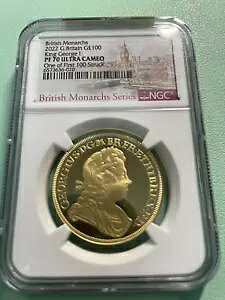 British Monarchs
2022 G.Britain G£100
King George I
PF 70 ULTRA CAMEO
One of First 100 Struck
British Monarchs Series
NGC
GEORGIVS·D·G·M·BR·FR·ET·HIB·REX·F·D